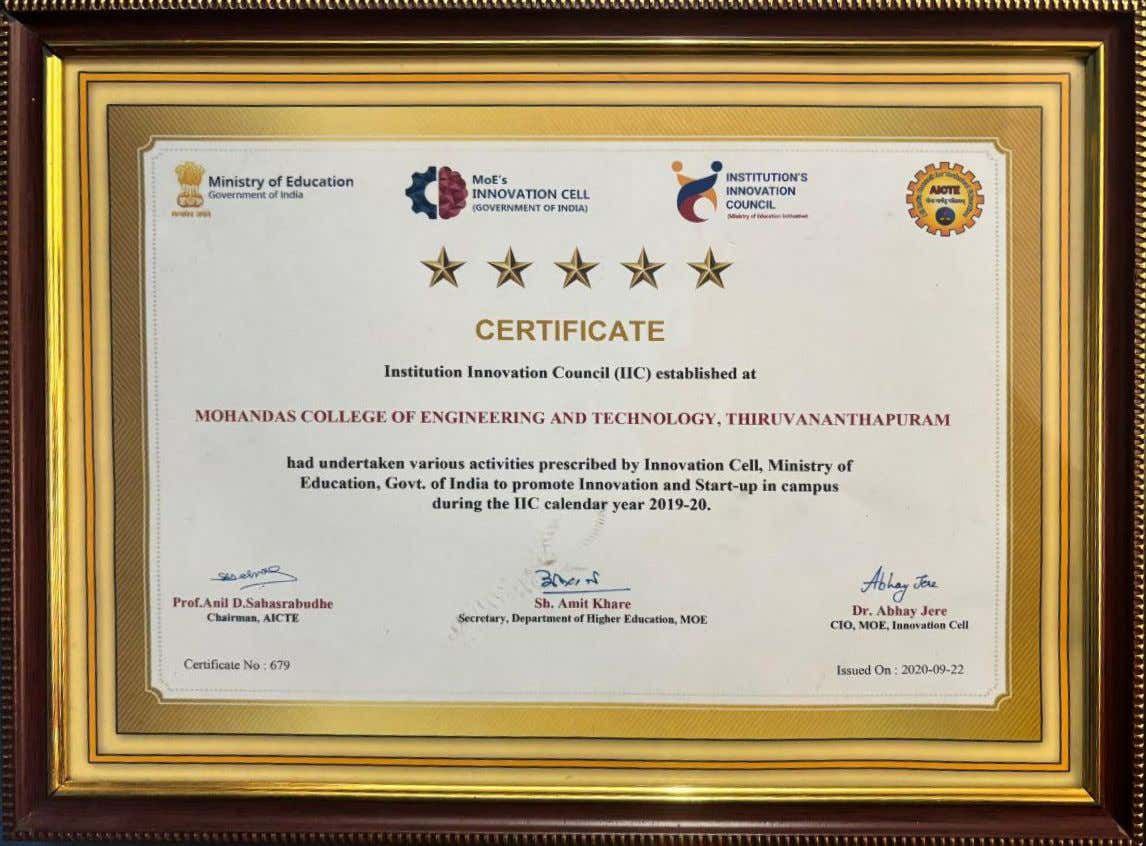 Ministry of Education
Government of India
MoE's
INNOVATION CELL
(GOVERNMENT OF INDIA)
INSTITUTION'S
INNOVATION
COUNCIL
(Ministry of Education Initiative)
AICTE
CERTIFICATE
Institution Innovation Council (IIC) established at
MOHANDAS COLLEGE OF ENGINEERING AND TECHNOLOGY, THIRUVANANTHAPURAM
had undertaken various activities prescribed by Innovation Cell, Ministry of
Education, Govt. of India to promote Innovation and Start-up in campus
during the IIC calendar year 2019-20.
Abhay Jere
Prof.Anil D.Sahasrabudhe
Chairman, AICTE
Sh. Amit Khare
Secretary, Department of Higher Education, MOE
Dr. Abhay Jere
CIO, MOE, Innovation Cell
Certificate No : 679
Issued On : 2020-09-22